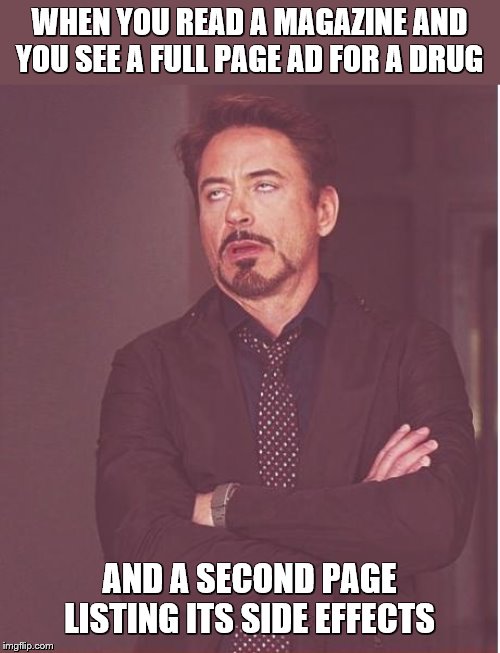 WHEN YOU READ A MAGAZINE AND
YOU SEE A FULL PAGE AD FOR A DRUG
AND A SECOND PAGE
LISTING ITS SIDE EFFECTS
imgflip.com